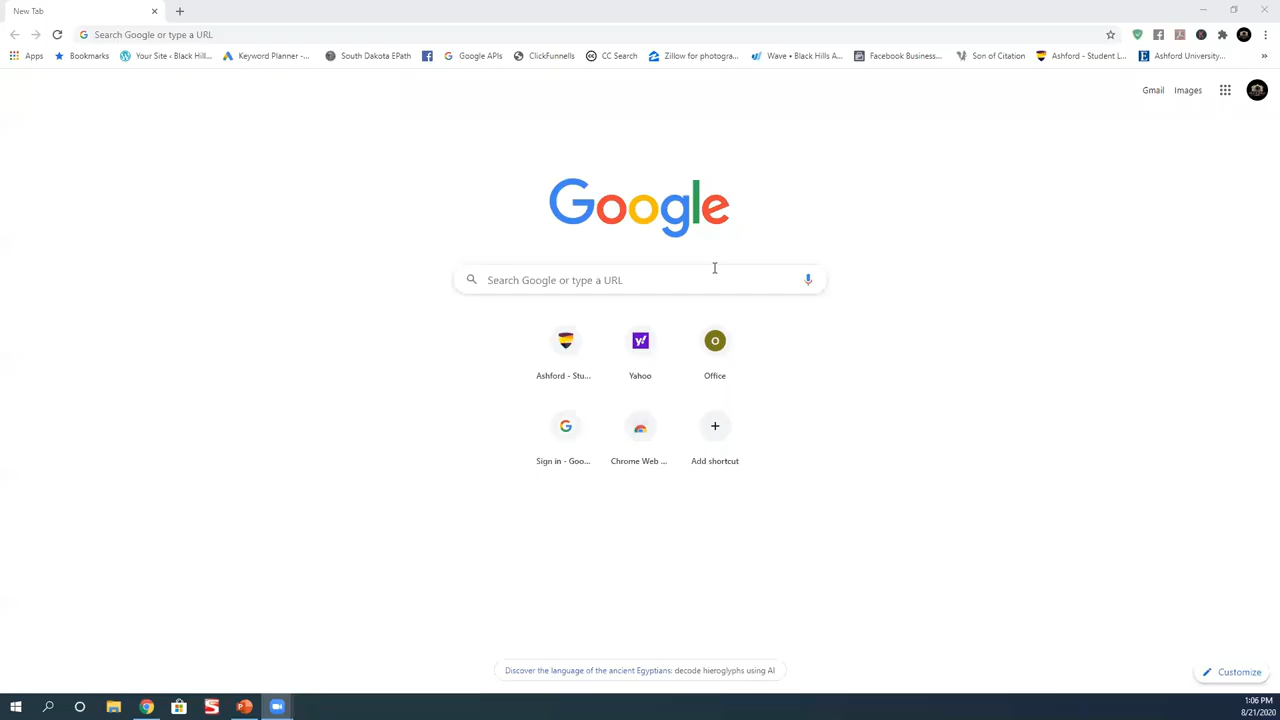 New Tab
Search Google or type a URL
Apps Bookmarks Your Site ‹ Black Hill... Keyword Planner -... South Dakota EPath Google APIs ClickFunnels CC Search Zillow for photogra... Wave • Black Hills A... Facebook Business... Son of Citation Ashford - Student L... Ashford University... »
Gmail Images
Google
Search Google or type a URL
Ashford - Stu... Yahoo Office
Sign in - Goo... Chrome Web ... Add shortcut
Discover the language of the ancient Egyptians: decode hieroglyphs using AI
Customize
1:06 PM
8/21/2020